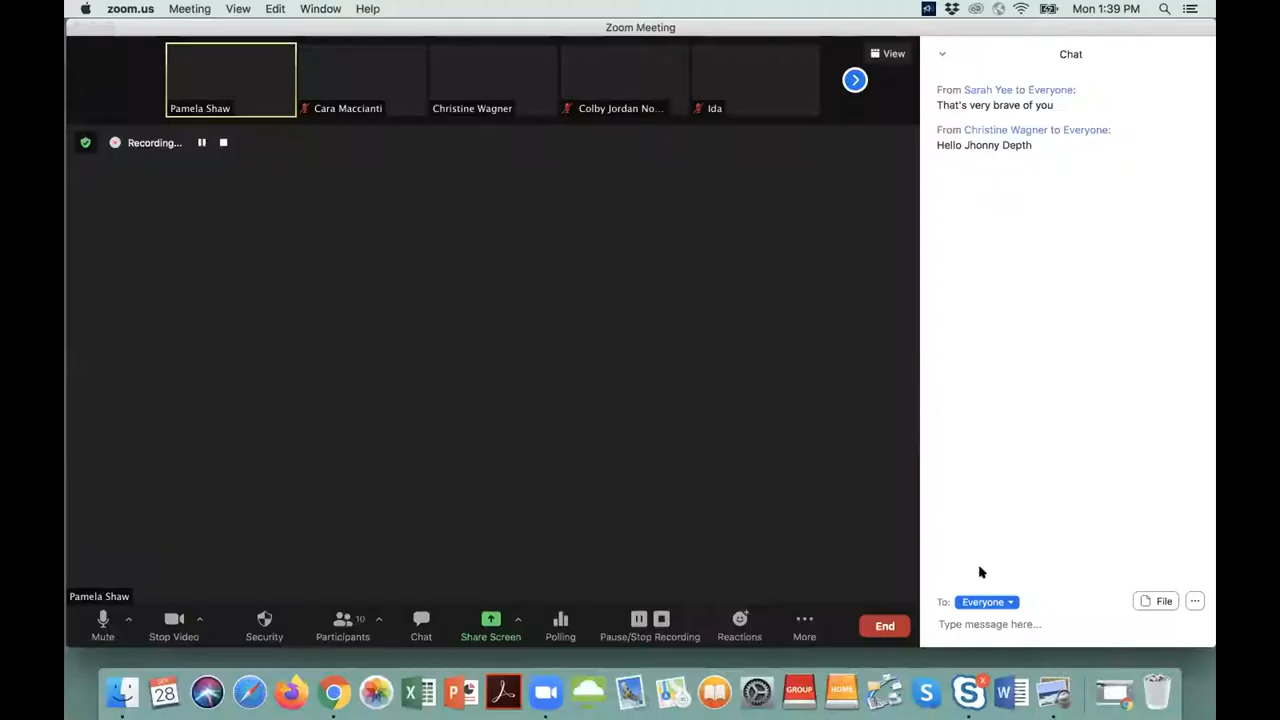 zoom.us Meeting View Edit Window Help
Mon 1:39 PM
Zoom Meeting
Pamela Shaw
Cara Maccianti
Christine Wagner
Colby Jordan No...
Ida
View
Recording...
Chat
From Sarah Yee to Everyone:
That's very brave of you
From Christine Wagner to Everyone:
Hello Jhonny Depth
Pamela Shaw
Mute
Stop Video
Security
10
Participants
Chat
Share Screen
Polling
Pause/Stop Recording
Reactions
More
End
To: Everyone
File
Type message here...
28
GROUP
HOME